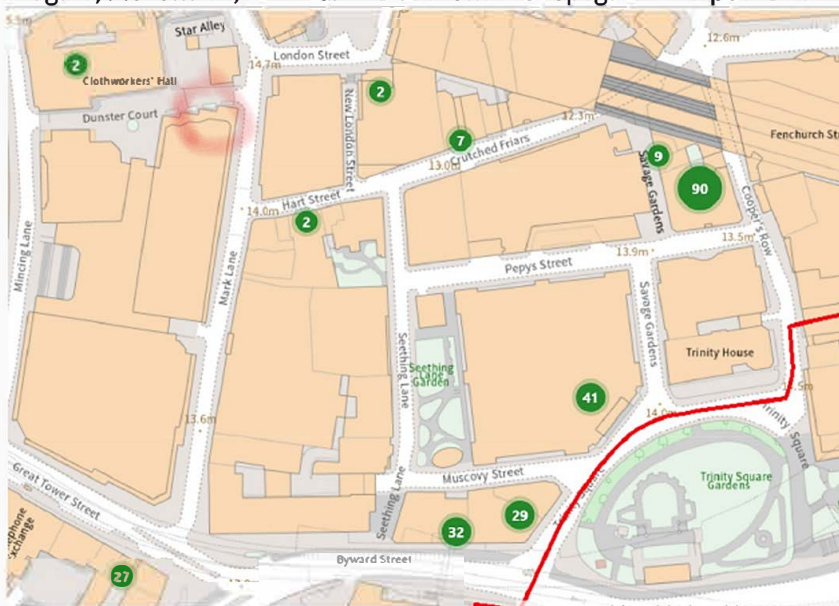 Star Alley
London Street
12.6m
2
Clothworkers' Hall
14.7m
2
New London Street
Dunster Court
12.3m
Fenchurch St
7
Crutched Friars
13.0m
9
Savage Gardens
90
Hart Street
14.0m
2
Cooper's Row
13.5m
13.9m
Pepys Street
Mincing Lane
Mark Lane
Savage Gardens
Seething Lane
Trinity House
Seething
Lane
Garden
41
14.0m
13.6m
Trinity Square
Great Tower Street
Muscovy Street
Trinity Square
Trinity Square
Gardens
Seething Lane
29
32
Byward Street
27